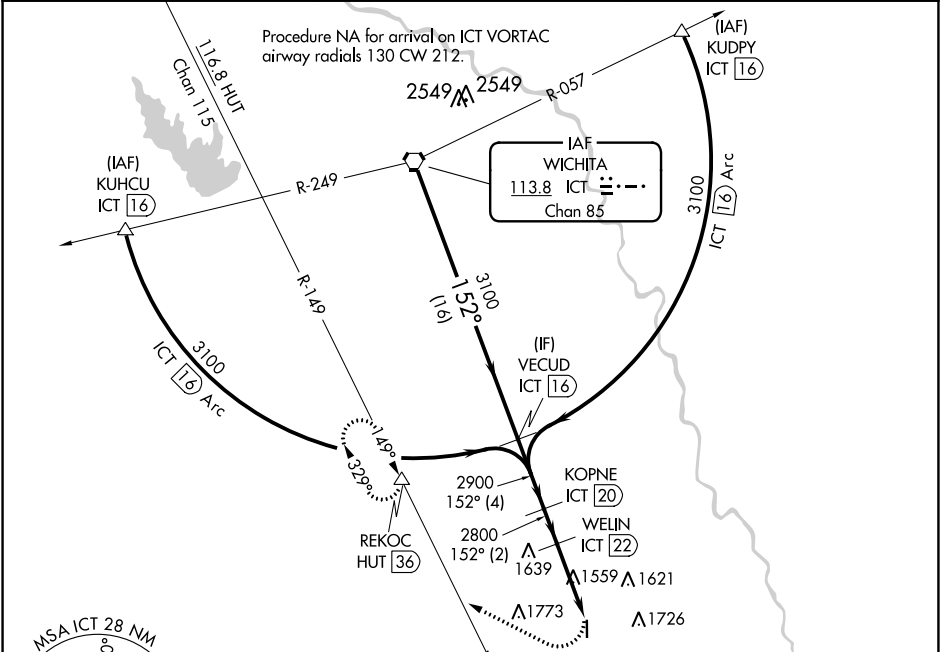 Procedure NA for arrival on ICT VORTAC
airway radials 130 CW 212.
(IAF)
KUDPY
ICT 16
116.8 HUT
Chan 115
2549
2549
R-057
IAF
WICHITA
113.8 ICT
Chan 85
(IAF)
KUHCU
ICT 16
R-249
3100
ICT 16 Arc
R-149
3100
152°
(16)
(IF)
VECUD
ICT 16
3100
ICT 16 Arc
149°
329°
2900
152° (4)
KOPNE
ICT 20
REKOC
HUT 36
2800
152° (2)
WELIN
ICT 22
1639
1559
1621
1773
1726
MSA ICT 28 NM